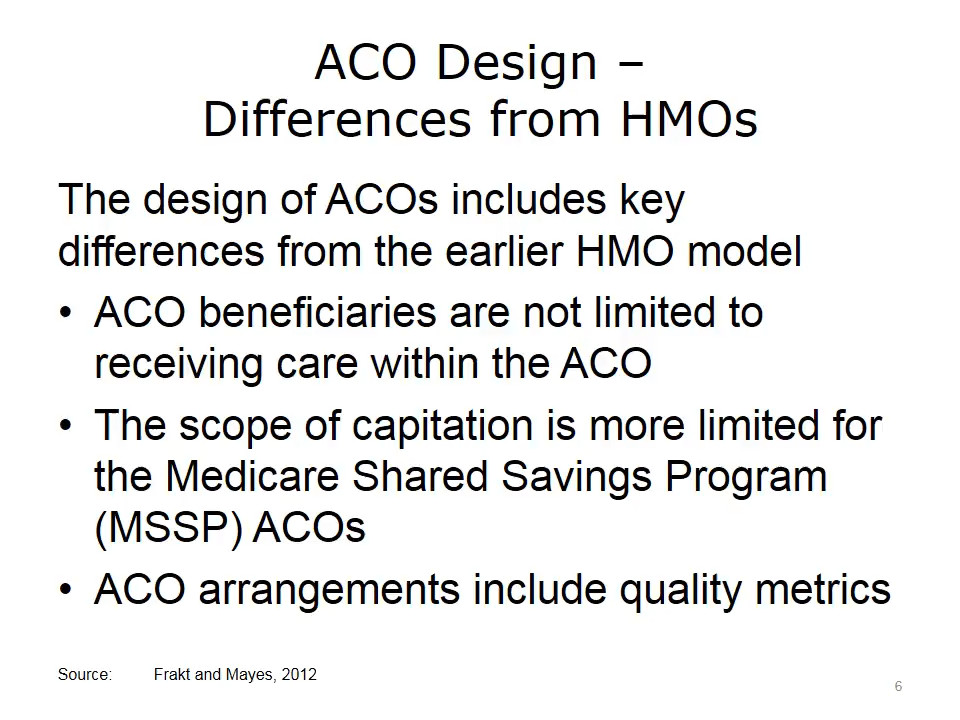 ACO Design –
Differences from HMOs
The design of ACOs includes key
differences from the earlier HMO model
• ACO beneficiaries are not limited to
receiving care within the ACO
• The scope of capitation is more limited for
the Medicare Shared Savings Program
(MSSP) ACOs
• ACO arrangements include quality metrics
Source: Frakt and Mayes, 2012
6